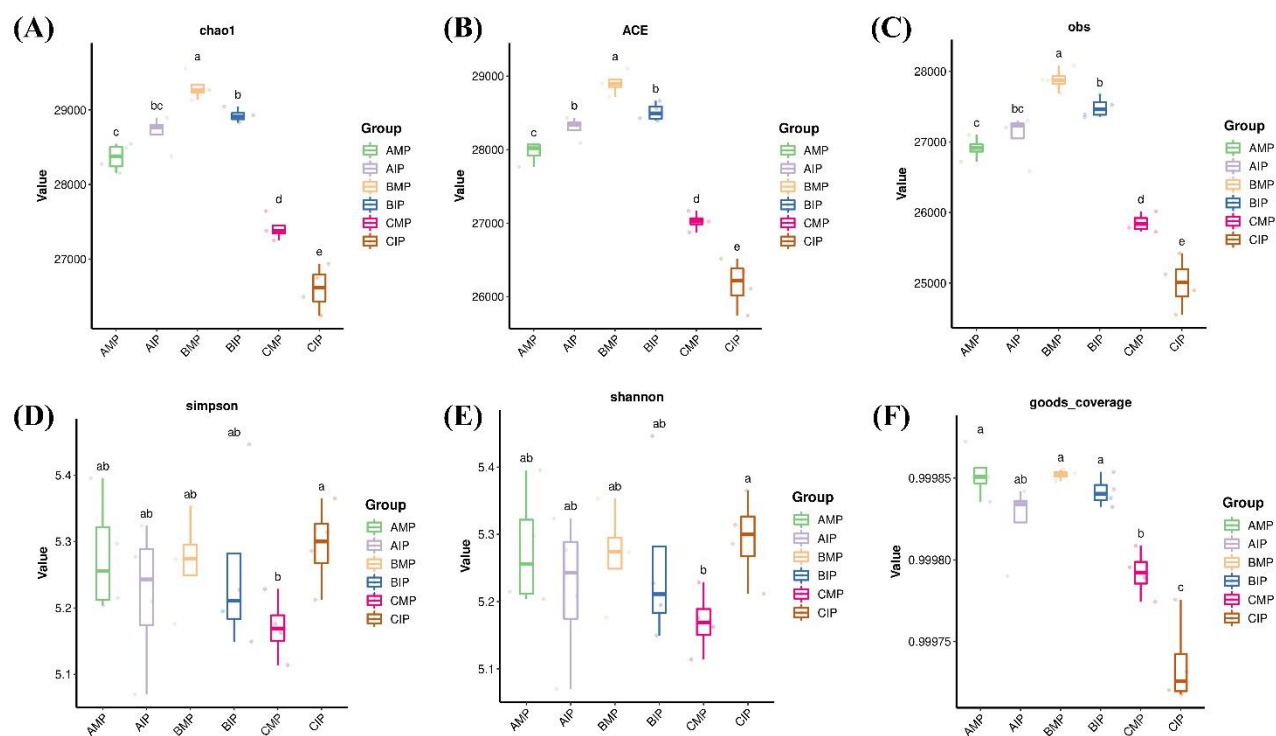 (A)
chao1
Value
29000
28000
27000
c
bc
a
b
d
e
AMP
AIP
BMP
BIP
CMP
CIP
Group
AMP
AIP
BMP
BIP
CMP
CIP
(B)
ACE
Value
29000
28000
27000
26000
c
b
a
b
d
e
AMP
AIP
BMP
BIP
CMP
CIP
Group
AMP
AIP
BMP
BIP
CMP
CIP
(C)
obs
Value
28000
27000
26000
25000
c
bc
a
b
d
e
AMP
AIP
BMP
BIP
CMP
CIP
Group
AMP
AIP
BMP
BIP
CMP
CIP
(D)
simpson
Value
5.4
5.3
5.2
5.1
ab
ab
ab
ab
b
a
AMP
AIP
BMP
BIP
CMP
CIP
Group
AMP
AIP
BMP
BIP
CMP
CIP
(E)
shannon
Value
5.4
5.3
5.2
5.1
ab
ab
ab
ab
b
a
AMP
AIP
BMP
BIP
CMP
CIP
Group
AMP
AIP
BMP
BIP
CMP
CIP
(F)
goods_coverage
Value
0.99985
0.99980
0.99975
a
ab
a
a
b
c
AMP
AIP
BMP
BIP
CMP
CIP
Group
AMP
AIP
BMP
BIP
CMP
CIP